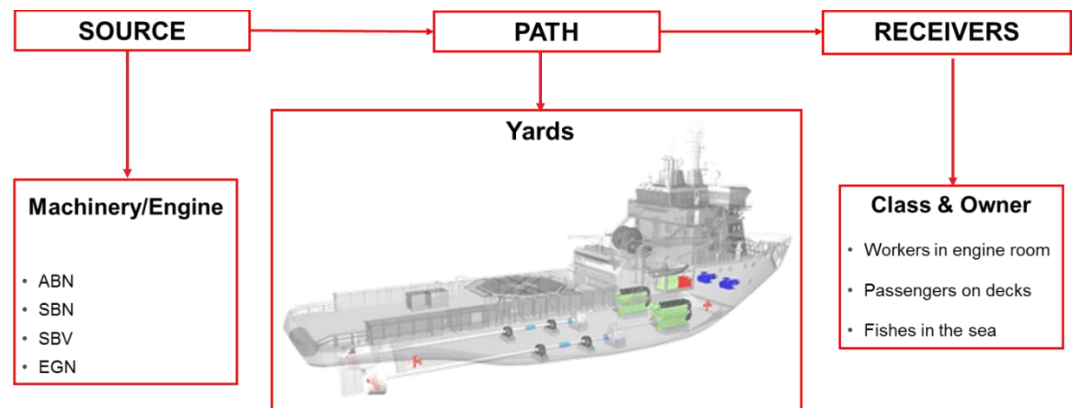 SOURCE
PATH
RECEIVERS
Yards
Machinery/Engine
• ABN
• SBN
• SBV
• EGN
Class & Owner
• Workers in engine room
• Passengers on decks
• Fishes in the sea